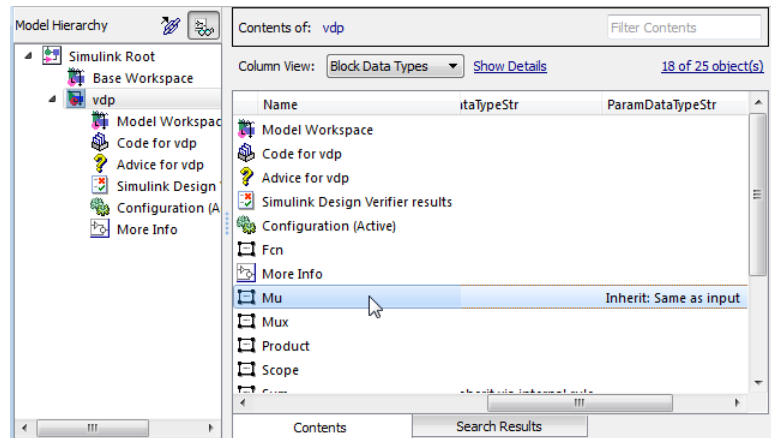 Model Hierarchy
Simulink Root
Base Workspace
vdp
Model Workspac
Code for vdp
Advice for vdp
Simulink Design
Configuration (A
More Info
Contents of: vdp
Filter Contents
Column View: Block Data Types Show Details 18 of 25 object(s)
Name ıtaTypeStr ParamDataTypeStr
Model Workspace
Code for vdp
Advice for vdp
Simulink Design Verifier results
Configuration (Active)
Fcn
More Info
Mu Inherit: Same as input
Mux
Product
Scope
Contents Search Results